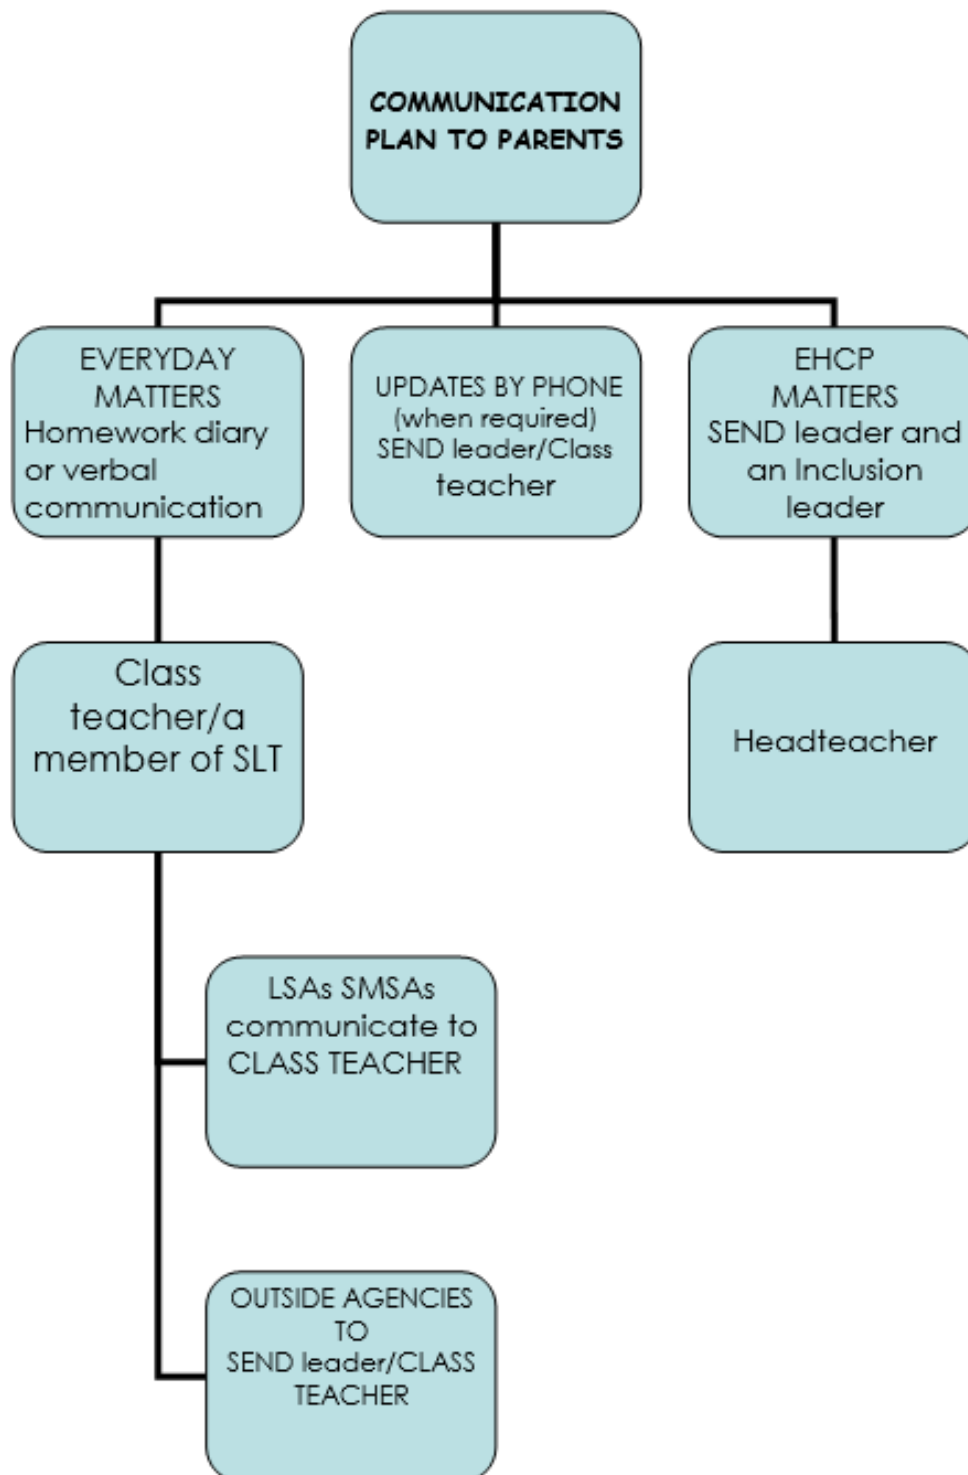 COMMUNICATION
PLAN TO PARENTS
EVERYDAY
MATTERS
Homework diary
or verbal
communication
UPDATES BY PHONE
(when required)
SEND leader/Class
teacher
EHCP
MATTERS
SEND leader and
an Inclusion
leader
Class
teacher/a
member of SLT
Headteacher
LSAs SMSAs
communicate to
CLASS TEACHER
OUTSIDE AGENCIES
TO
SEND leader/CLASS
TEACHER